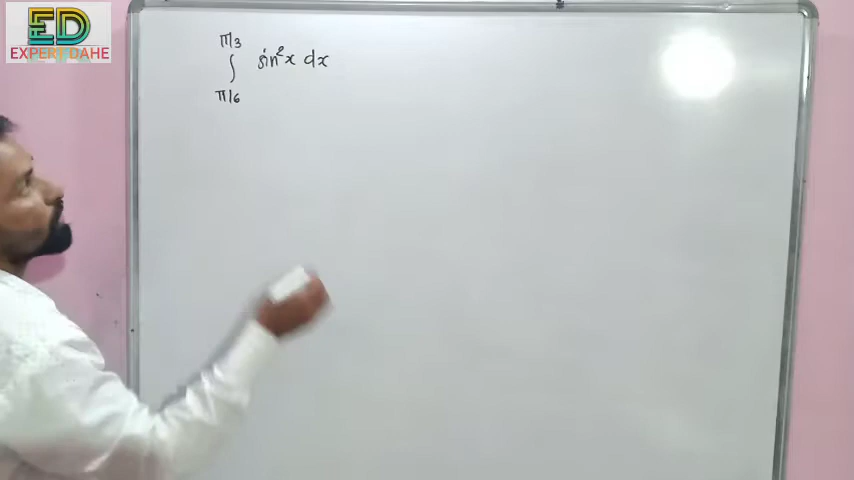 ED
EXPERT DAHE
π/3
∫ sin²x dx
π/6